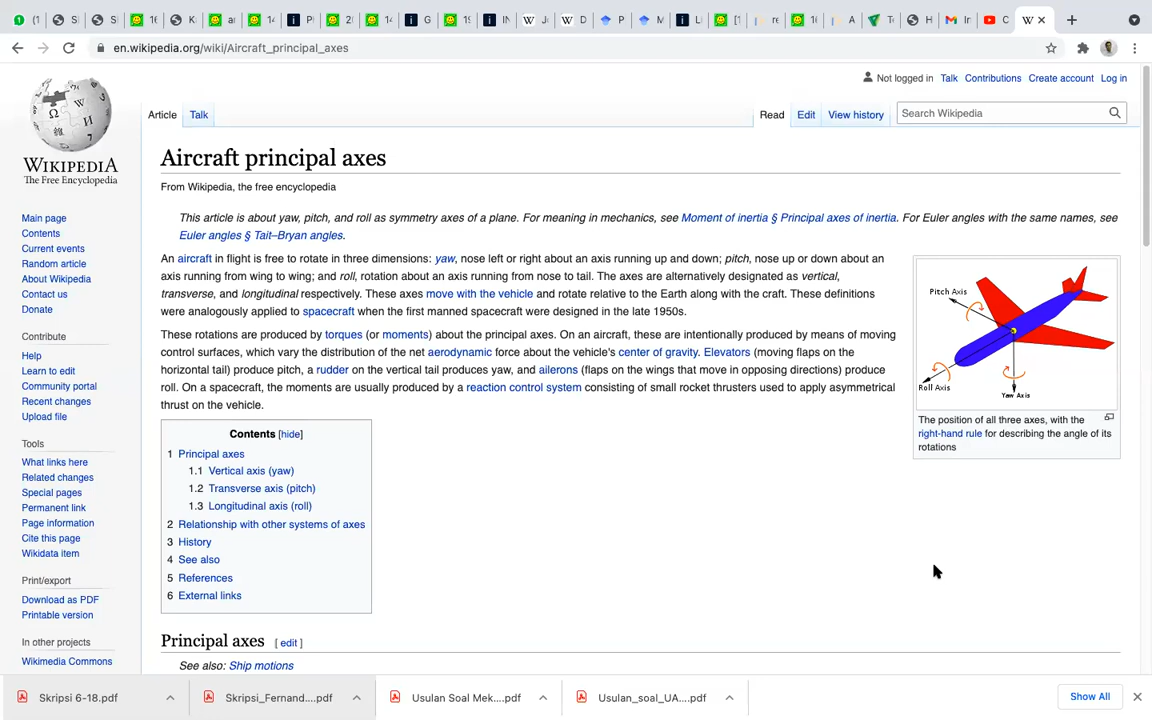 en.wikipedia.org/wiki/Aircraft_principal_axes
Not logged in Talk Contributions Create account Log in
Article Talk Read Edit View history Search Wikipedia
WIKIPEDIA
The Free Encyclopedia
Main page
Contents
Current events
Random article
About Wikipedia
Contact us
Donate
Contribute
Help
Learn to edit
Community portal
Recent changes
Upload file
Tools
What links here
Related changes
Special pages
Permanent link
Page information
Cite this page
Wikidata item
Print/export
Download as PDF
Printable version
In other projects
Wikimedia Commons
Aircraft principal axes
From Wikipedia, the free encyclopedia
This article is about yaw, pitch, and roll as symmetry axes of a plane. For meaning in mechanics, see Moment of inertia § Principal axes of inertia. For Euler angles with the same names, see
Euler angles § Tait–Bryan angles.
An aircraft in flight is free to rotate in three dimensions: yaw, nose left or right about an axis running up and down; pitch, nose up or down about an
axis running from wing to wing; and roll, rotation about an axis running from nose to tail. The axes are alternatively designated as vertical,
transverse, and longitudinal respectively. These axes move with the vehicle and rotate relative to the Earth along with the craft. These definitions
were analogously applied to spacecraft when the first manned spacecraft were designed in the late 1950s.
These rotations are produced by torques (or moments) about the principal axes. On an aircraft, these are intentionally produced by means of moving
control surfaces, which vary the distribution of the net aerodynamic force about the vehicle's center of gravity. Elevators (moving flaps on the
horizontal tail) produce pitch, a rudder on the vertical tail produces yaw, and ailerons (flaps on the wings that move in opposing directions) produce
roll. On a spacecraft, the moments are usually produced by a reaction control system consisting of small rocket thrusters used to apply asymmetrical
thrust on the vehicle.
Pitch Axis
Roll Axis
Yaw Axis
The position of all three axes, with the
right-hand rule for describing the angle of its
rotations
Contents [hide]
1 Principal axes
1.1 Vertical axis (yaw)
1.2 Transverse axis (pitch)
1.3 Longitudinal axis (roll)
2 Relationship with other systems of axes
3 History
4 See also
5 References
6 External links
Principal axes [ edit ]
See also: Ship motions
Skripsi 6-18.pdf
Skripsi_Fernand....pdf
Usulan Soal Mek....pdf
Usulan_soal_UA....pdf
Show All